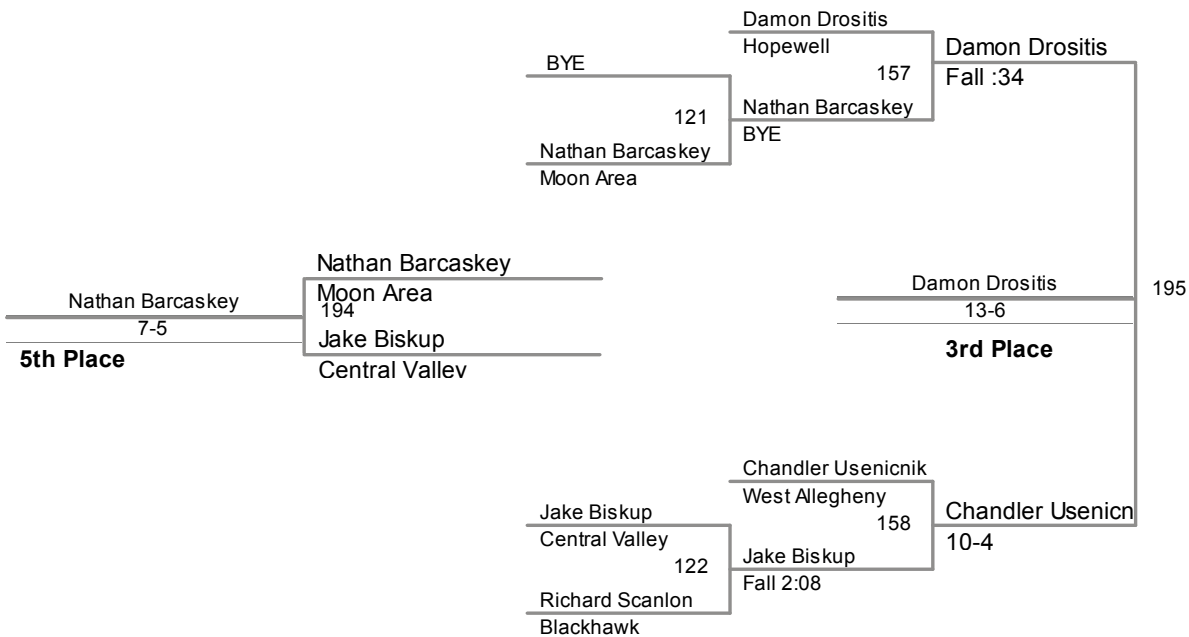 Damon Drositis
Hopewell
157
Damon Drositis
Fall :34
BYE
121
Nathan Barcaskey
BYE
Nathan Barcaskey
Moon Area
Nathan Barcaskey
Moon Area
194
Jake Biskup
Central Valley
Nathan Barcaskey
7-5
5th Place
Damon Drositis
13-6
3rd Place
195
Chandler Usenicnik
West Allegheny
158
Chandler Usenicn
10-4
Jake Biskup
Central Valley
122
Jake Biskup
Fall 2:08
Richard Scanlon
Blackhawk